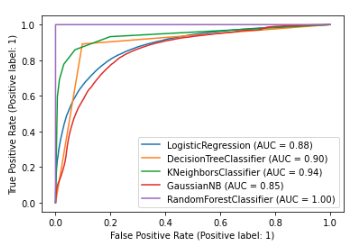 1.0
0.8
0.6
0.4
0.2
0.0
True Positive Rate (Positive label: 1)
LogisticRegression (AUC = 0.88)
DecisionTreeClassifier (AUC = 0.90)
KNeighborsClassifier (AUC = 0.94)
GaussianNB (AUC = 0.85)
RandomForestClassifier (AUC = 1.00)
0.0 0.2 0.4 0.6 0.8 1.0
False Positive Rate (Positive label: 1)